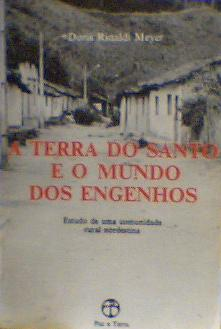 Doris Rinaldi Meyer
A TERRA DO SANTO
E O MUNDO
DOS ENGENHOS
Estudo de uma comunidade
rural nordestina
Paz e Terra